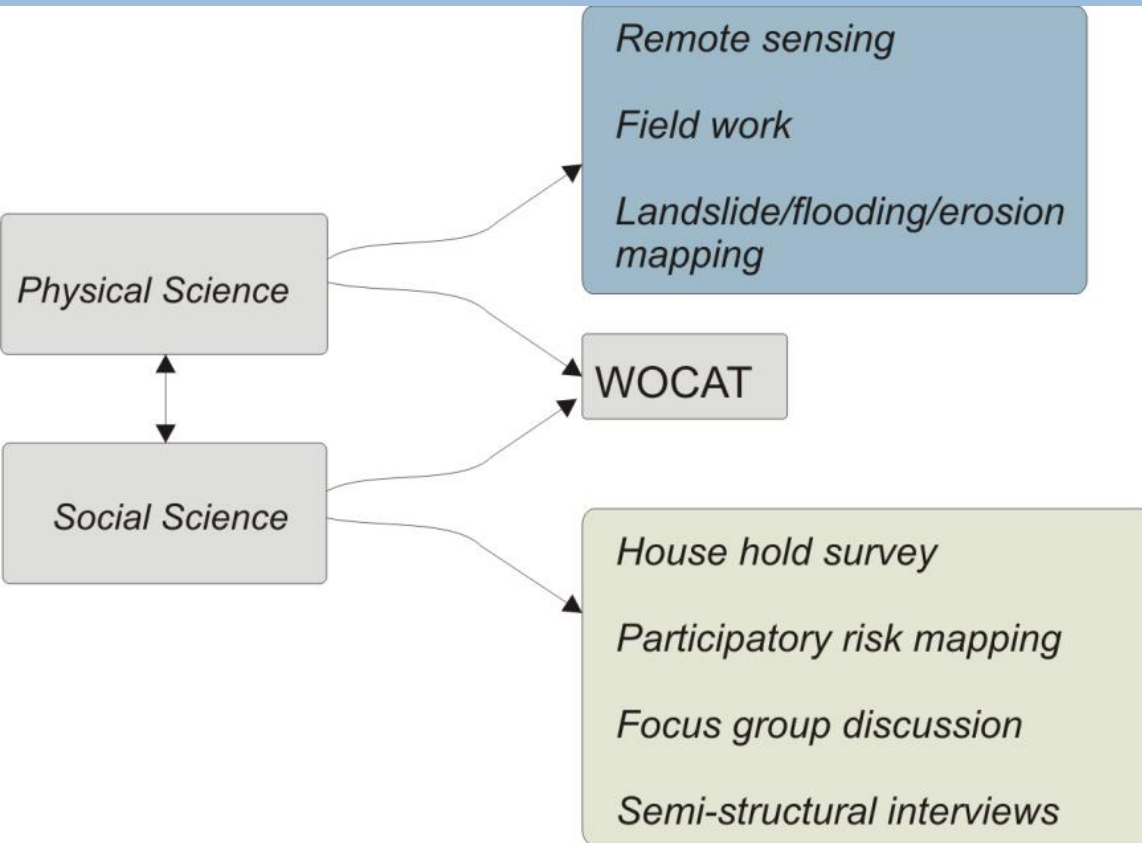 Remote sensing
Field work
Landslide/flooding/erosion
mapping
Physical Science
WOCAT
Social Science
House hold survey
Participatory risk mapping
Focus group discussion
Semi-structural interviews